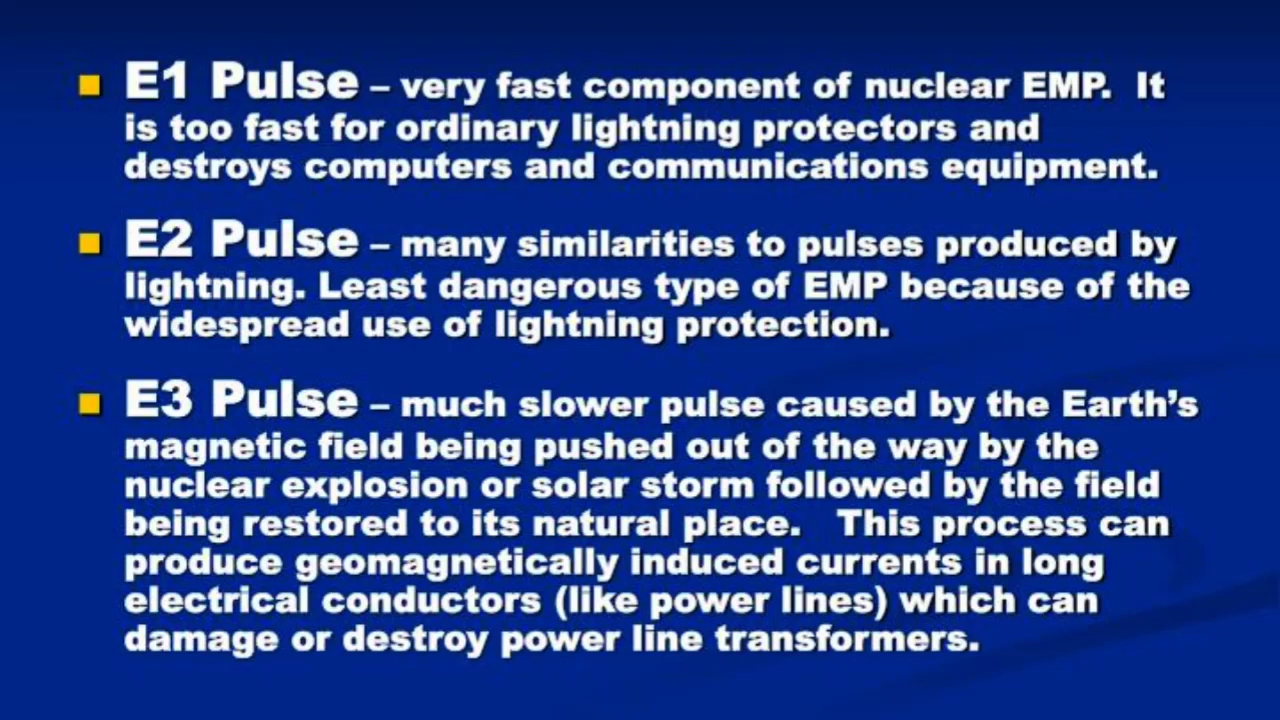 E1 Pulse – very fast component of nuclear EMP.  It
is too fast for ordinary lightning protectors and
destroys computers and communications equipment.
E2 Pulse – many similarities to pulses produced by
lightning. Least dangerous type of EMP because of the
widespread use of lightning protection.
E3 Pulse – much slower pulse caused by the Earth’s
magnetic field being pushed out of the way by the
nuclear explosion or solar storm followed by the field
being restored to its natural place.   This process can
produce geomagnetically induced currents in long
electrical conductors (like power lines) which can
damage or destroy power line transformers.